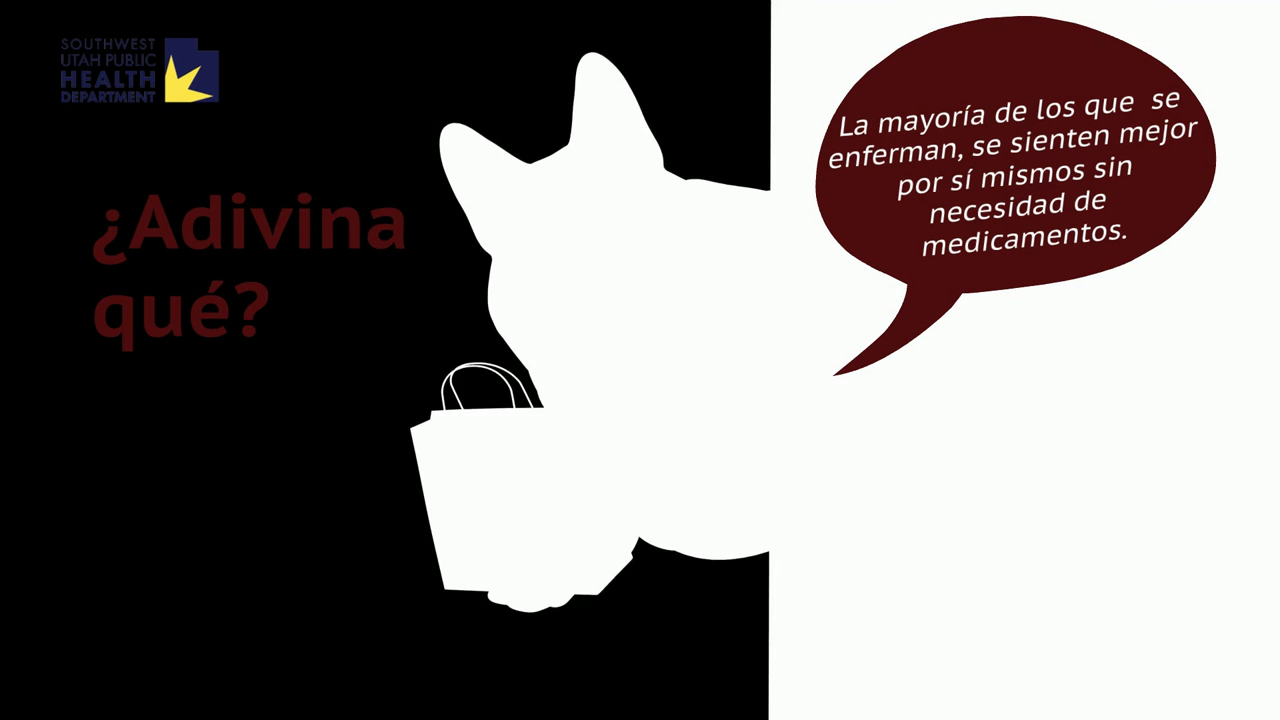 SOUTHWEST
UTAH PUBLIC
HEALTH
DEPARTMENT
¿Adivina
qué?
La mayoría de los que se
enferman, se sienten mejor
por sí mismos sin
necesidad de
medicamentos.